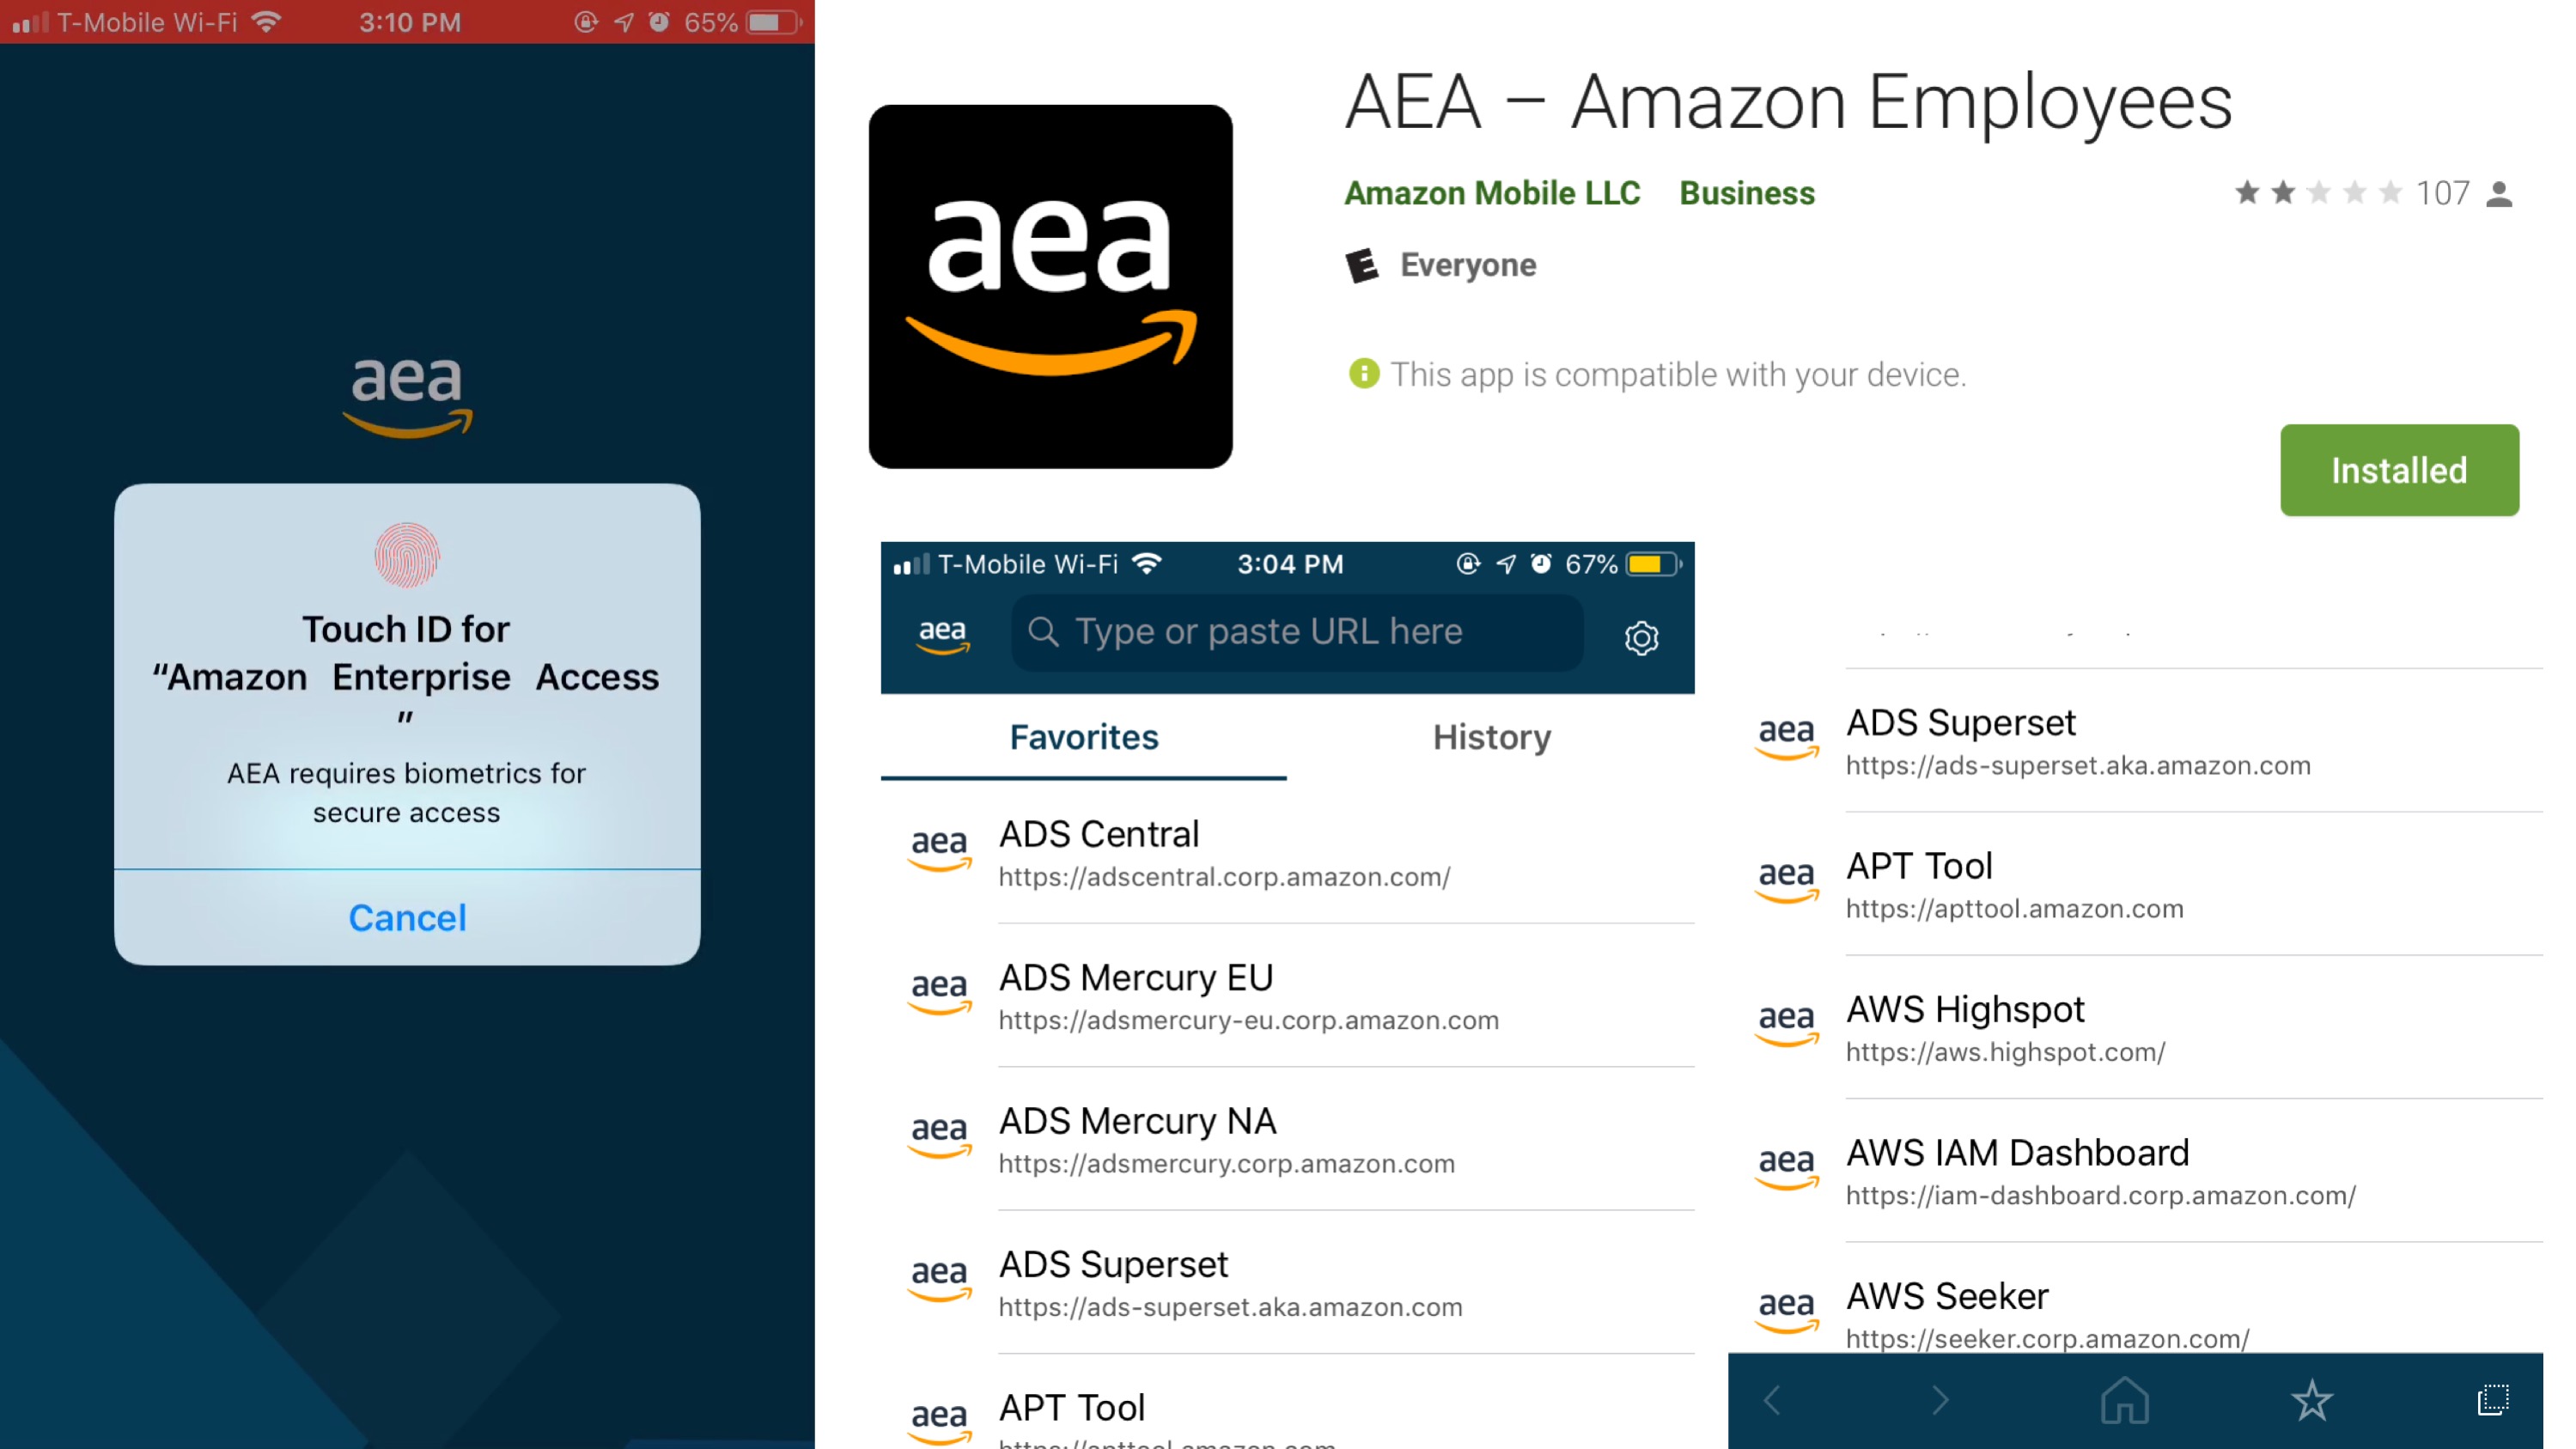 T-Mobile Wi-Fi 3:10 PM 65%
aea
Touch ID for
“Amazon Enterprise Access
”
AEA requires biometrics for
secure access
Cancel
aea
AEA – Amazon Employees
Amazon Mobile LLC Business
107
E Everyone
This app is compatible with your device.
Installed
T-Mobile Wi-Fi 3:04 PM 67%
aea Type or paste URL here
Favorites History
aea ADS Central
https://adscentral.corp.amazon.com/
aea ADS Mercury EU
https://adsmercury-eu.corp.amazon.com
aea ADS Mercury NA
https://adsmercury.corp.amazon.com
aea ADS Superset
https://ads-superset.aka.amazon.com
aea APT Tool
aea ADS Superset
https://ads-superset.aka.amazon.com
aea APT Tool
https://apttool.amazon.com
aea AWS Highspot
https://aws.highspot.com/
aea AWS IAM Dashboard
https://iam-dashboard.corp.amazon.com/
aea AWS Seeker
https://seeker.corp.amazon.com/